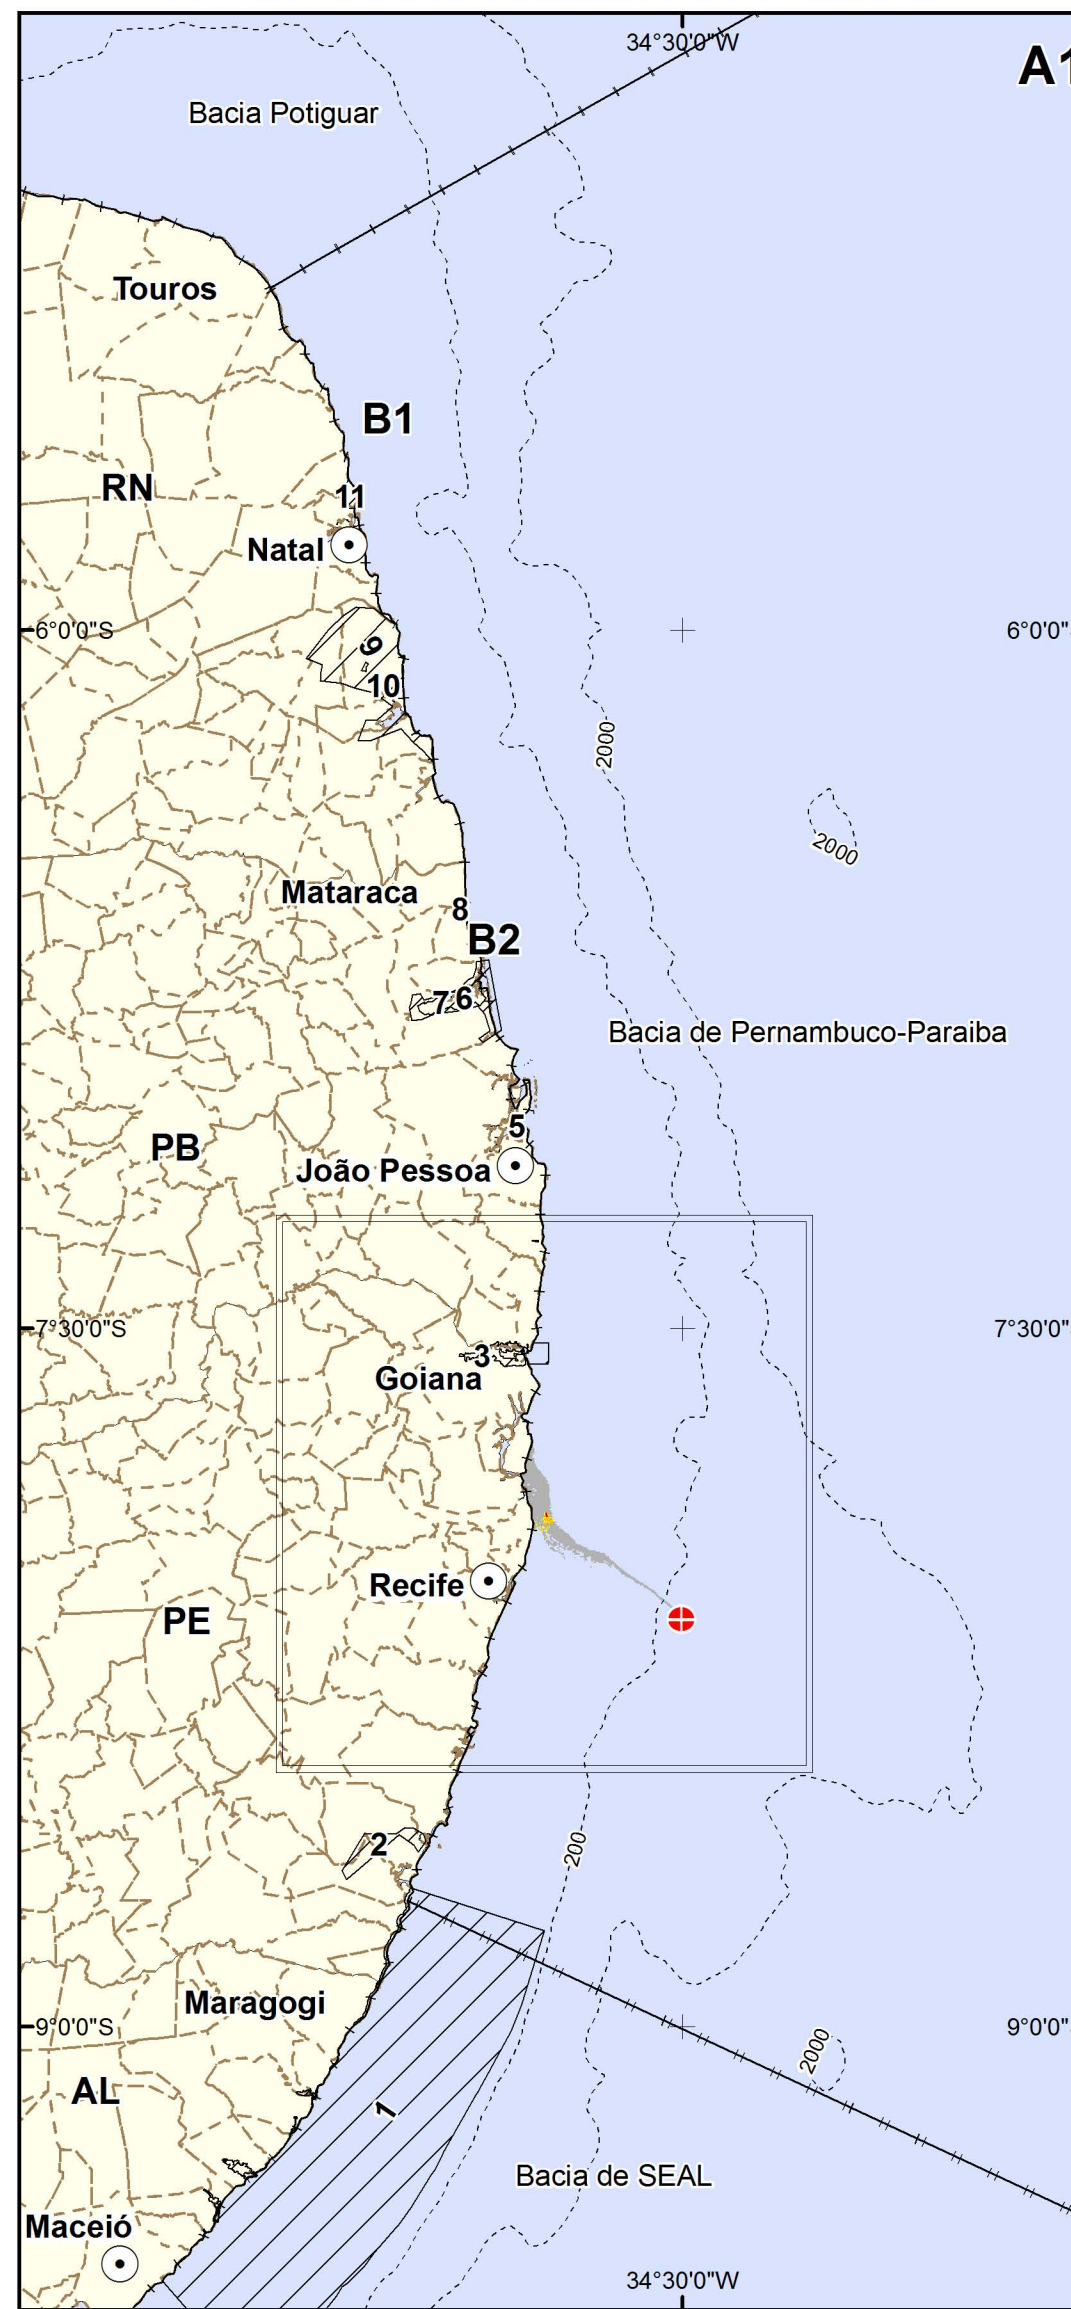 34°30'0"W
A1
Bacia Potiguar
Touros
B1
RN
11
Natal
6°0'0"S
6°0'0"
9
10
2000
2000
Mataraca
8
B2
7
6
Bacia de Pernambuco-Paraiba
5
PB
João Pessoa
7°30'0"S
7°30'0"
3
Goiana
Recife
PE
2
200
Maragogi
9°0'0"S
9°0'0"
2000
AL
1
Bacia de SEAL
Maceió
34°30'0"W